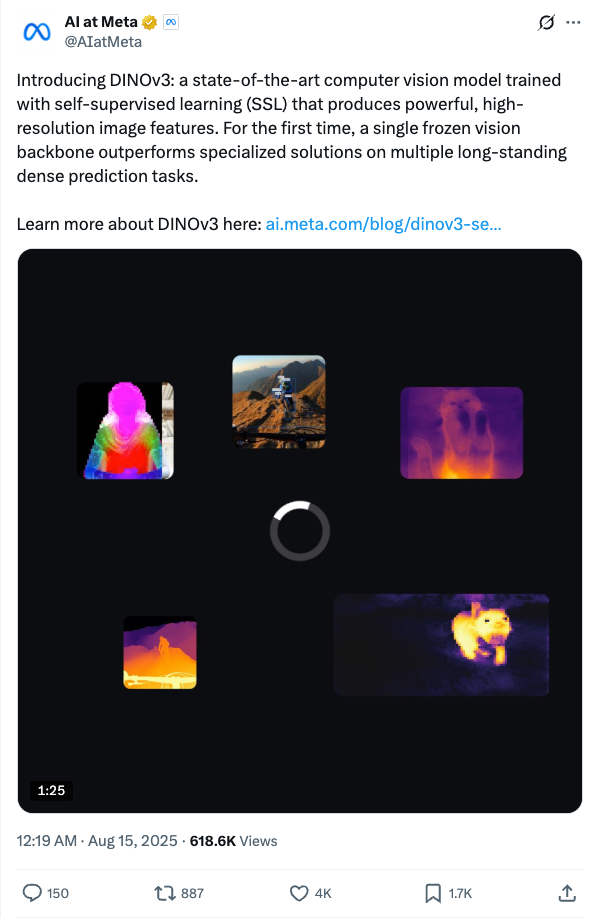 AI at Meta
@AIatMeta
Introducing DINOv3: a state-of-the-art computer vision model trained
with self-supervised learning (SSL) that produces powerful, high-
resolution image features. For the first time, a single frozen vision
backbone outperforms specialized solutions on multiple long-standing
dense prediction tasks.
Learn more about DINOv3 here: ai.meta.com/blog/dinov3-se...
1:25
12:19 AM · Aug 15, 2025 · 618.6K Views
150 887 4K 1.7K